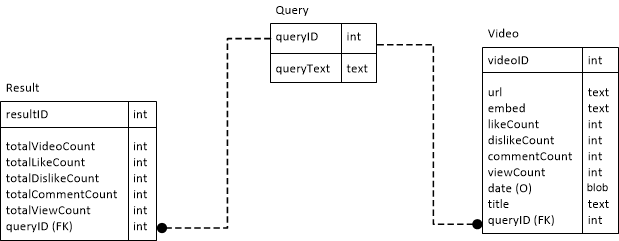 Query
queryID int
queryText text
Video
videoID int
url text
embed text
likeCount int
dislikeCount int
commentCount int
viewCount int
date (O) blob
title text
queryID (FK) int
Result
resultID int
totalVideoCount int
totalLikeCount int
totalDislikeCount int
totalCommentCount int
totalViewCount int
queryID (FK) int